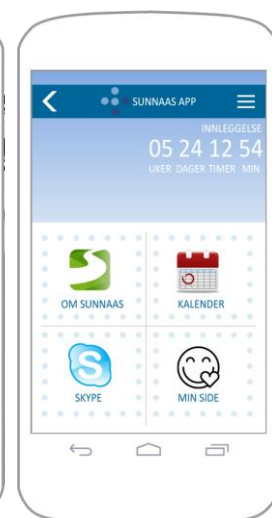 SUNNAAS APP
INNLEGGELSE
05 24 12 54
UKER DAGER TIMER MIN
OM SUNNAAS
KALENDER
SKYPE
MIN SIDE